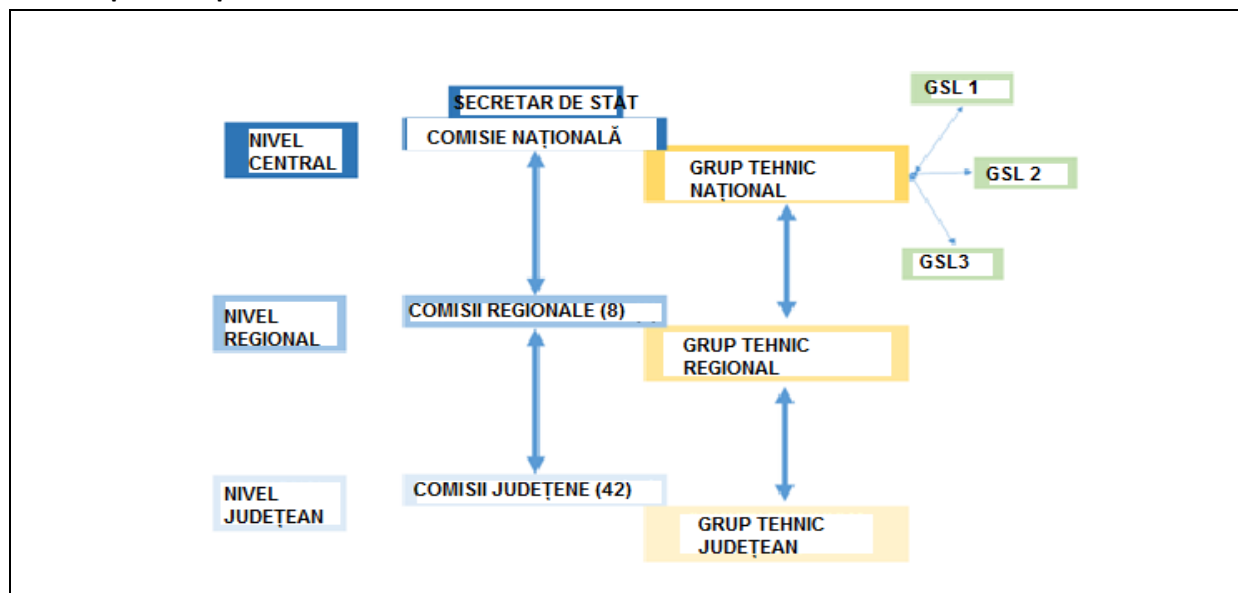 SECRETAR DE STAT
COMISIE NAȚIONALĂ
NIVEL
CENTRAL
GRUP TEHNIC
NAȚIONAL
GSL 1
GSL 2
GSL3
NIVEL
REGIONAL
COMISII REGIONALE (8)
GRUP TEHNIC
REGIONAL
NIVEL
JUDEȚEAN
COMISII JUDEȚENE (42)
GRUP TEHNIC
JUDEȚEAN